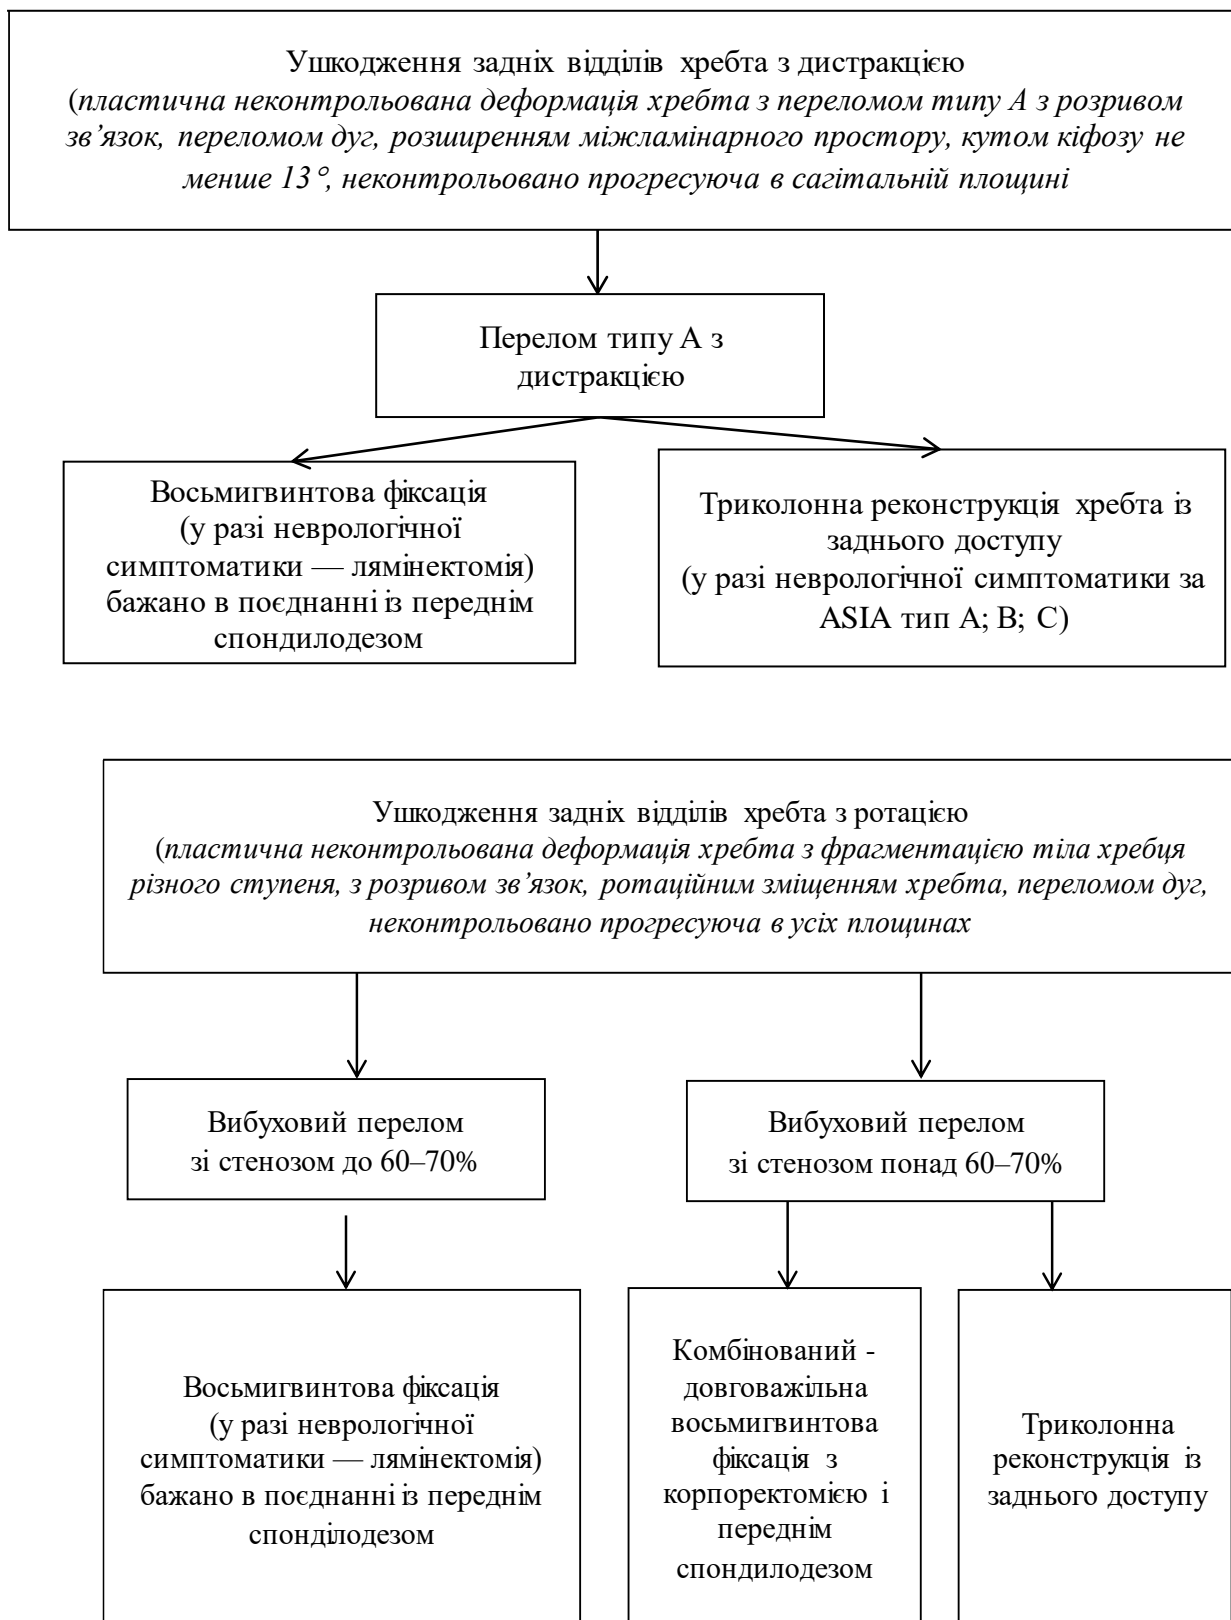 Ушкодження задніх відділів хребта з дистракцією
(пластична неконтрольована деформація хребта з переломом типу А з розривом
зв’язок, переломом дуг, розширенням міжламінарного простору, кутом кіфозу не
менше 13°, неконтрольовано прогресуюча в сагітальній площині
Перелом типу А з
дистракцією
Восьмигвинтова фіксація
(у разі неврологічної
симптоматики — лямінектомія)
бажано в поєднанні із переднім
спондилодезом
Триколонна реконструкція хребта із
заднього доступу
(у разі неврологічної симптоматики за
ASIA тип А; В; С)
Ушкодження задніх відділів хребта з ротацією
(пластична неконтрольована деформація хребта з фрагментацією тіла хребця
різного ступеня, з розривом зв’язок, ротаційним зміщенням хребта, переломом дуг,
неконтрольовано прогресуюча в усіх площинах
Вибуховий перелом
зі стенозом до 60–70%
Вибуховий перелом
зі стенозом понад 60–70%
Восьмигвинтова фіксація
(у разі неврологічної
симптоматики — лямінектомія)
бажано в поєднанні із переднім
спонділодезом
Комбінований -
довговажільна
восьмигвинтова
фіксація з
корпоректомією і
переднім
спондилодезом
Триколонна
реконструкція із
заднього доступу